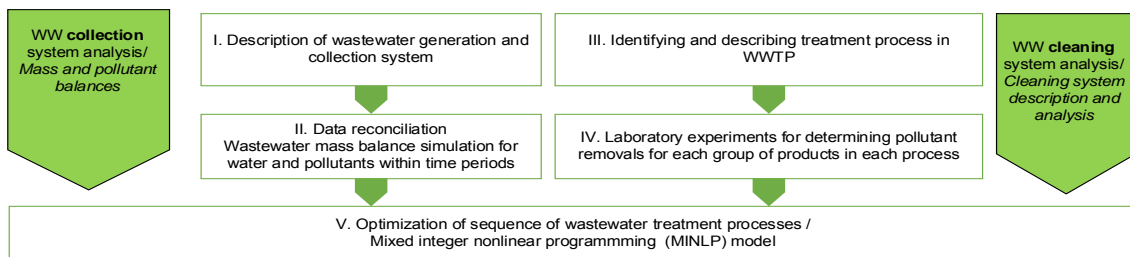 WW collection
system analysis/
Mass and pollutant
balances
I. Description of wastewater generation and
collection system
II. Data reconciliation
Wastewater mass balance simulation for
water and pollutants within time periods
III. Identifying and describing treatment process in
WWTP
IV. Laboratory experiments for determining pollutant
removals for each group of products in each process
WW cleaning
system analysis/
Cleaning system
description and
analysis
V. Optimization of sequence of wastewater treatment processes /
Mixed integer nonlinear programmming (MINLP) model